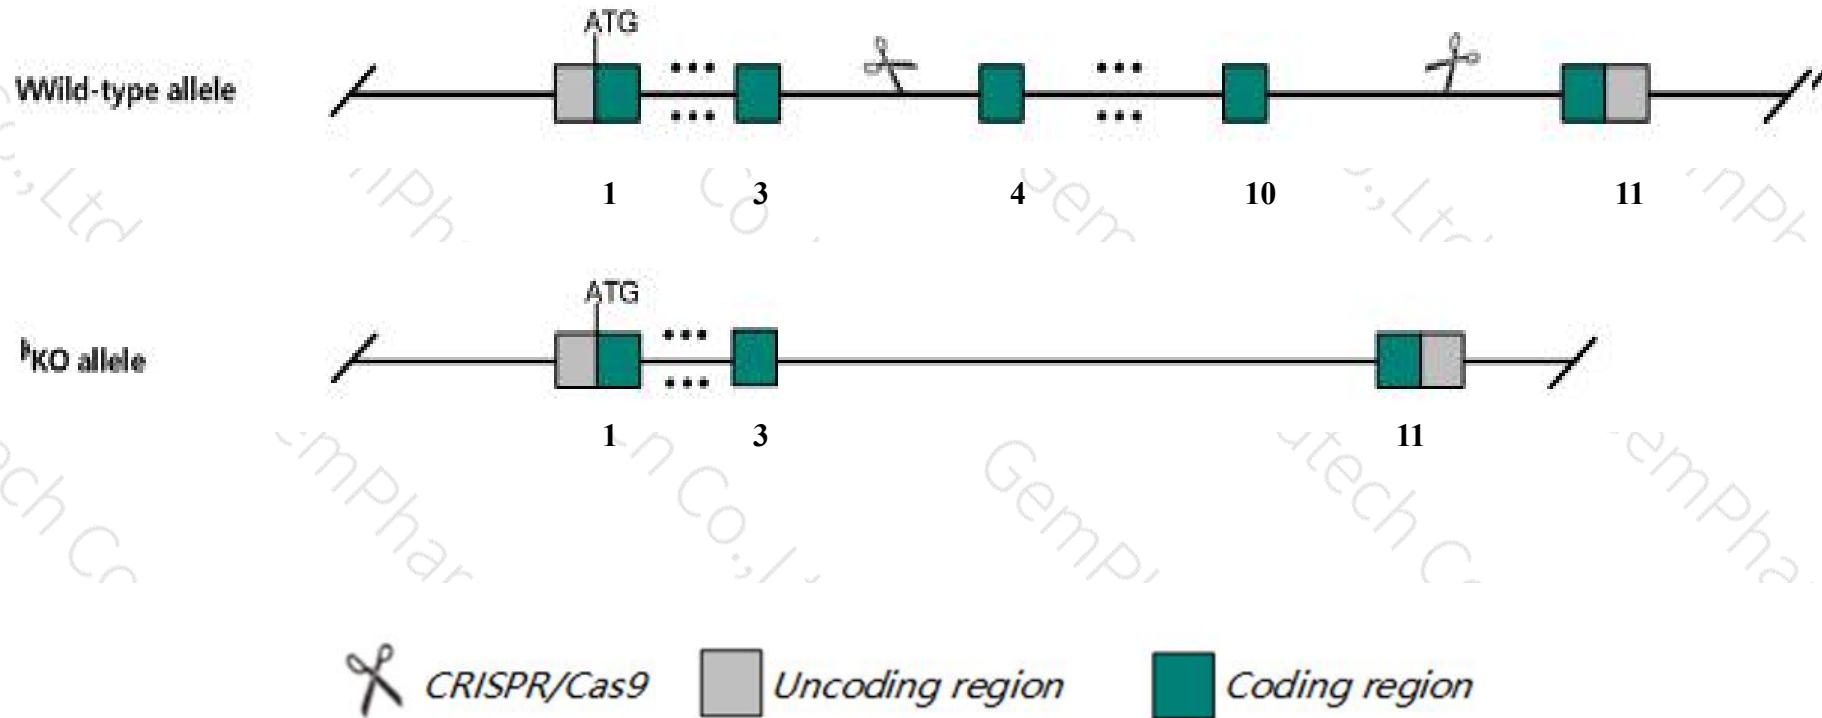 ATG
Wild-type allele
1 3 4 10 11
ATG
KO allele
1 3 11
CRISPR/Cas9 Uncoding region Coding region